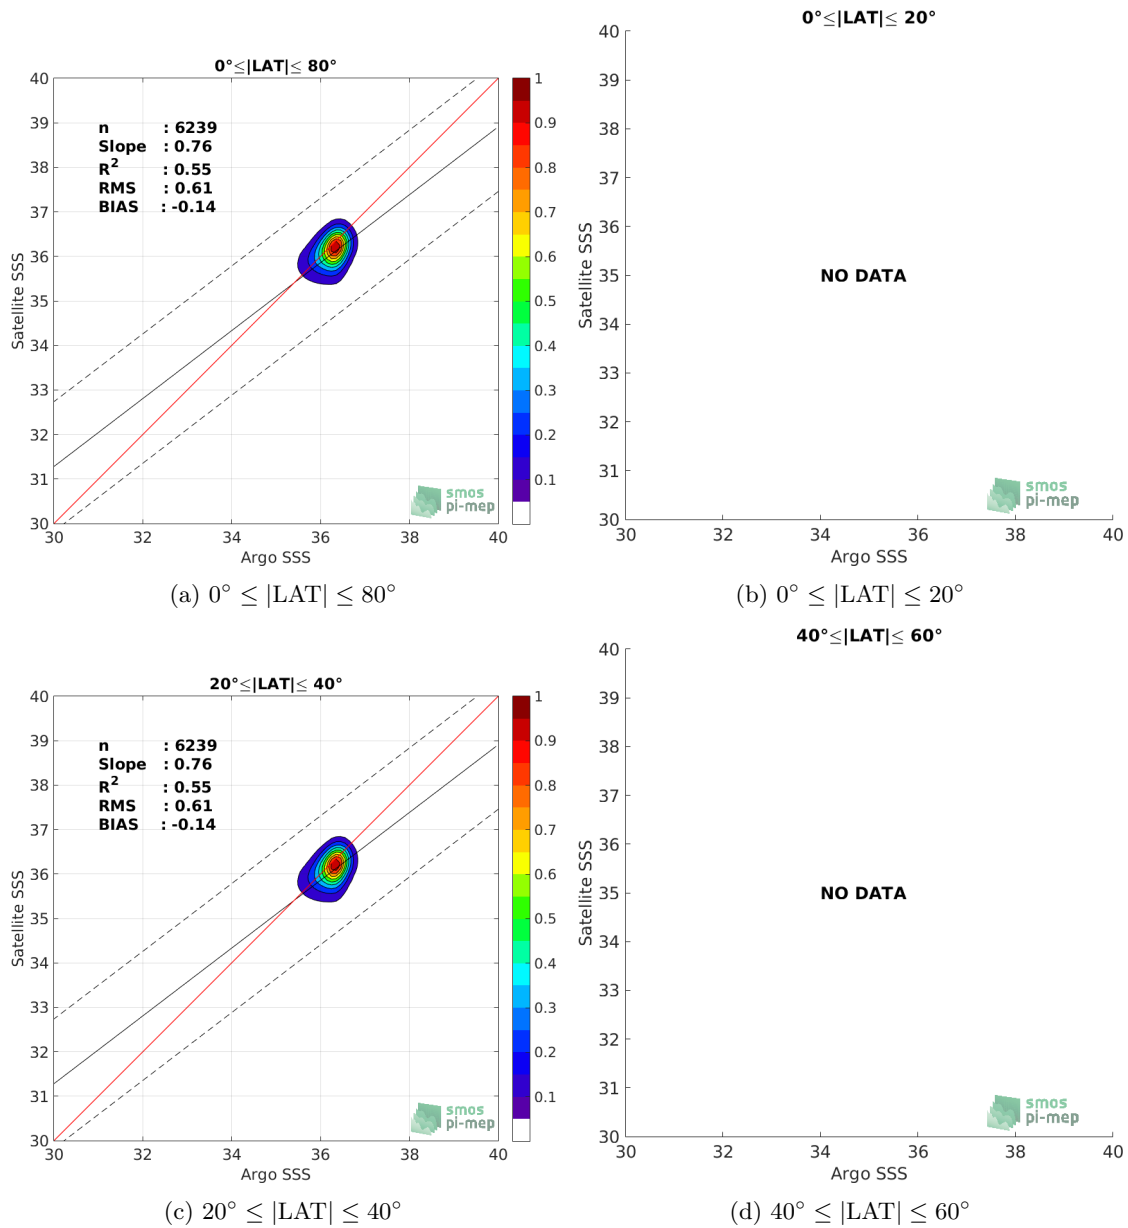 0°≤|LAT|≤ 80°
40
39
38
37
36
35
34
33
32
31
30
Satellite SSS
n : 6239
Slope : 0.76
R² : 0.55
RMS : 0.61
BIAS : -0.14
1
0.9
0.8
0.7
0.6
0.5
0.4
0.3
0.2
0.1
smos
pi-mep
30 32 34 36 38 40
Argo SSS
(a) 0° ≤ |LAT| ≤ 80°
0°≤|LAT|≤ 20°
40
39
38
37
36
35
34
33
32
31
30
Satellite SSS
NO DATA
smos
pi-mep
30 32 34 36 38 40
Argo SSS
(b) 0° ≤ |LAT| ≤ 20°
20°≤|LAT|≤ 40°
40
39
38
37
36
35
34
33
32
31
30
Satellite SSS
n : 6239
Slope : 0.76
R² : 0.55
RMS : 0.61
BIAS : -0.14
1
0.9
0.8
0.7
0.6
0.5
0.4
0.3
0.2
0.1
smos
pi-mep
30 32 34 36 38 40
Argo SSS
(c) 20° ≤ |LAT| ≤ 40°
40°≤|LAT|≤ 60°
40
39
38
37
36
35
34
33
32
31
30
Satellite SSS
NO DATA
smos
pi-mep
30 32 34 36 38 40
Argo SSS
(d) 40° ≤ |LAT| ≤ 60°